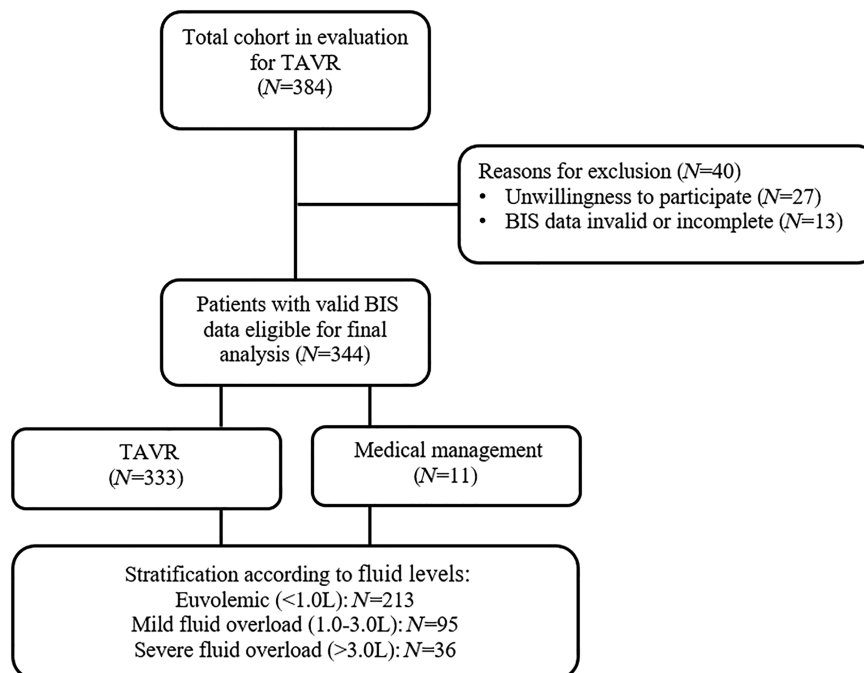 Total cohort in evaluation
for TAVR
(N=384)
Reasons for exclusion (N=40)
• Unwillingness to participate (N=27)
• BIS data invalid or incomplete (N=13)
Patients with valid BIS
data eligible for final
analysis (N=344)
TAVR
(N=333)
Medical management
(N=11)
Stratification according to fluid levels:
Euvolemic (<1.0L): N=213
Mild fluid overload (1.0-3.0L): N=95
Severe fluid overload (>3.0L): N=36